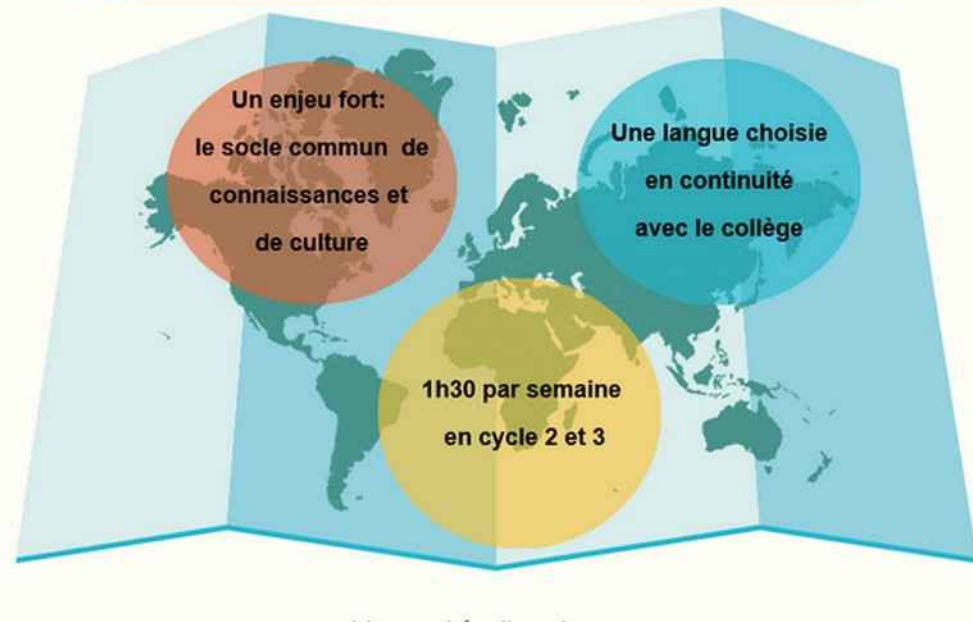 Un enjeu fort:
le socle commun de
connaissances et
de culture
Une langue choisie
en continuité
avec le collège
1h30 par semaine
en cycle 2 et 3